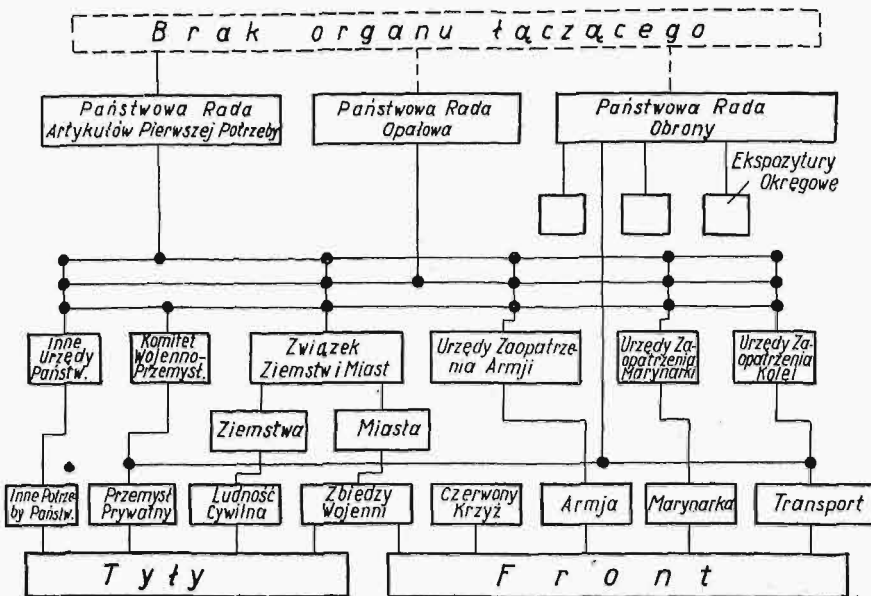 Brak organu łączącego
Państwowa Rada
Artykułów Pierwszej Potrzeby
Państwowa Rada
Opałowa
Państwowa Rada
Obrony
Ekspozytury
Okręgowe
Inne
Urzędy
Państw.
Komitet
Wojenno-
Przemysł.
Związek
Ziemstw i Miast
Urzędy Zaopatrze-
nia Armji
Urzędy Za-
opatrzenia
Marynarki
Urzędy Za-
opatrzenia
Kolei
Ziemstwa
Miasta
Inne Potrze-
by Państw.
Przemysł
Prywatny
Ludność
Cywilna
Zbiedzy
Wojenni
Czerwony
Krzyż
Armja
Marynarka
Transport
Tyły
Front